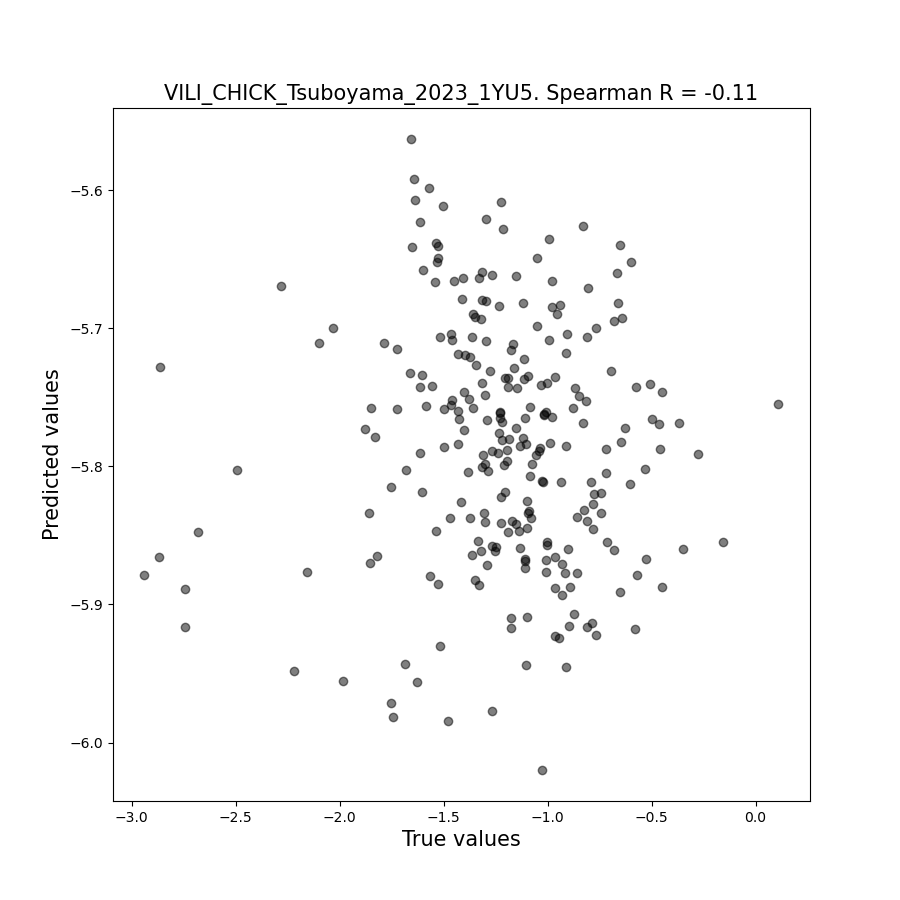 VILI_CHICK_Tsuboyama_2023_1YU5. Spearman R = -0.11
Predicted values
−5.6
−5.7
−5.8
−5.9
−6.0
−3.0 −2.5 −2.0 −1.5 −1.0 −0.5 0.0
True values